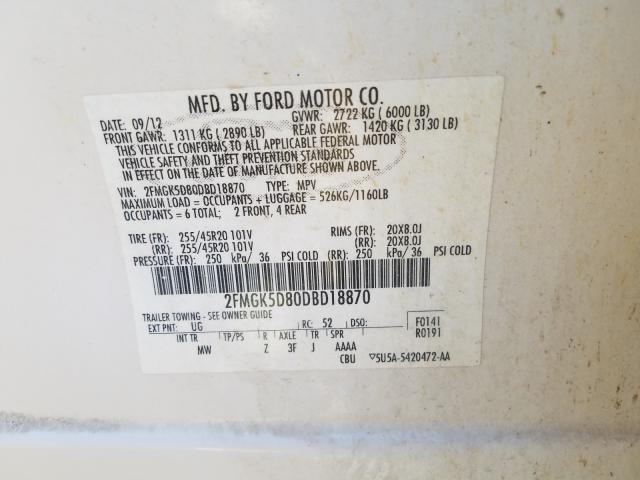 MFD. BY FORD MOTOR CO.
DATE: 09/12 GVWR: 2722 KG (6000 LB)
FRONT GAWR: 1311 KG (2890 LB) REAR GAWR: 1420 KG (3130 LB)
THIS VEHICLE CONFORMS TO ALL APPLICABLE FEDERAL MOTOR
VEHICLE SAFETY AND THEFT PREVENTION STANDARDS
IN EFFECT ON THE DATE OF MANUFACTURE SHOWN ABOVE.
VIN: 2FMGK5D80DBD18870 TYPE: MPV
MAXIMUM LOAD = OCCUPANTS + LUGGAGE = 526KG/1160LB
OCCUPANTS = 6 TOTAL; 2 FRONT, 4 REAR
TIRE (FR): 255/45R20 101V RIMS (FR): 20X8.0J
(RR): 255/45R20 101V (RR): 20X8.0J
PRESSURE (FR): 250 kPa/ 36 PSI COLD (RR): 250 kPa/ 36 PSI COLD
2FMGK5D80DBD18870
TRAILER TOWING - SEE OWNER GUIDE
EXT PNT: UG RC: 52 DSO: F0141
R0191
INT TR TP/PS R AXLE TR SPR
MW Z 3F J AAAA
CBU ▽5U5A-5420472-AA